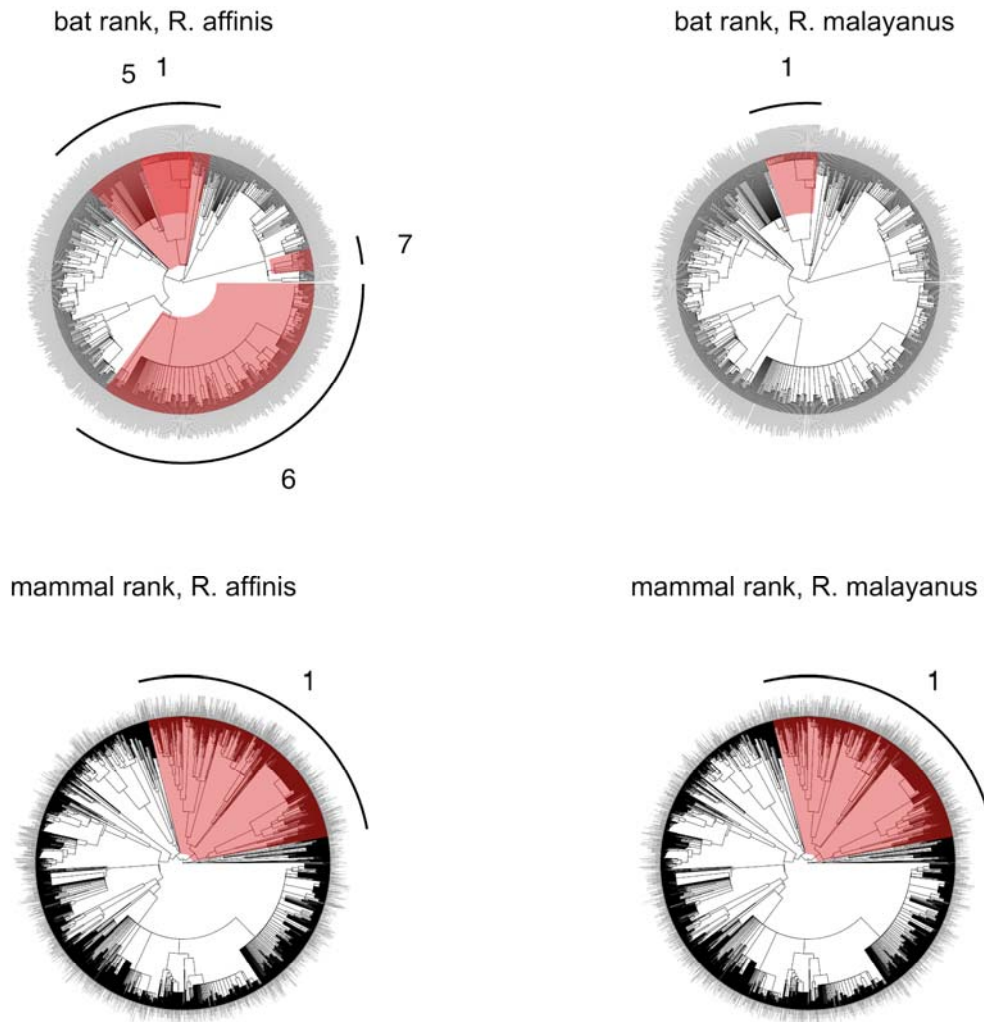 bat rank, R. affinis
bat rank, R. malayanus
5 1
1
7
6
mammal rank, R. affinis
mammal rank, R. malayanus
1
1